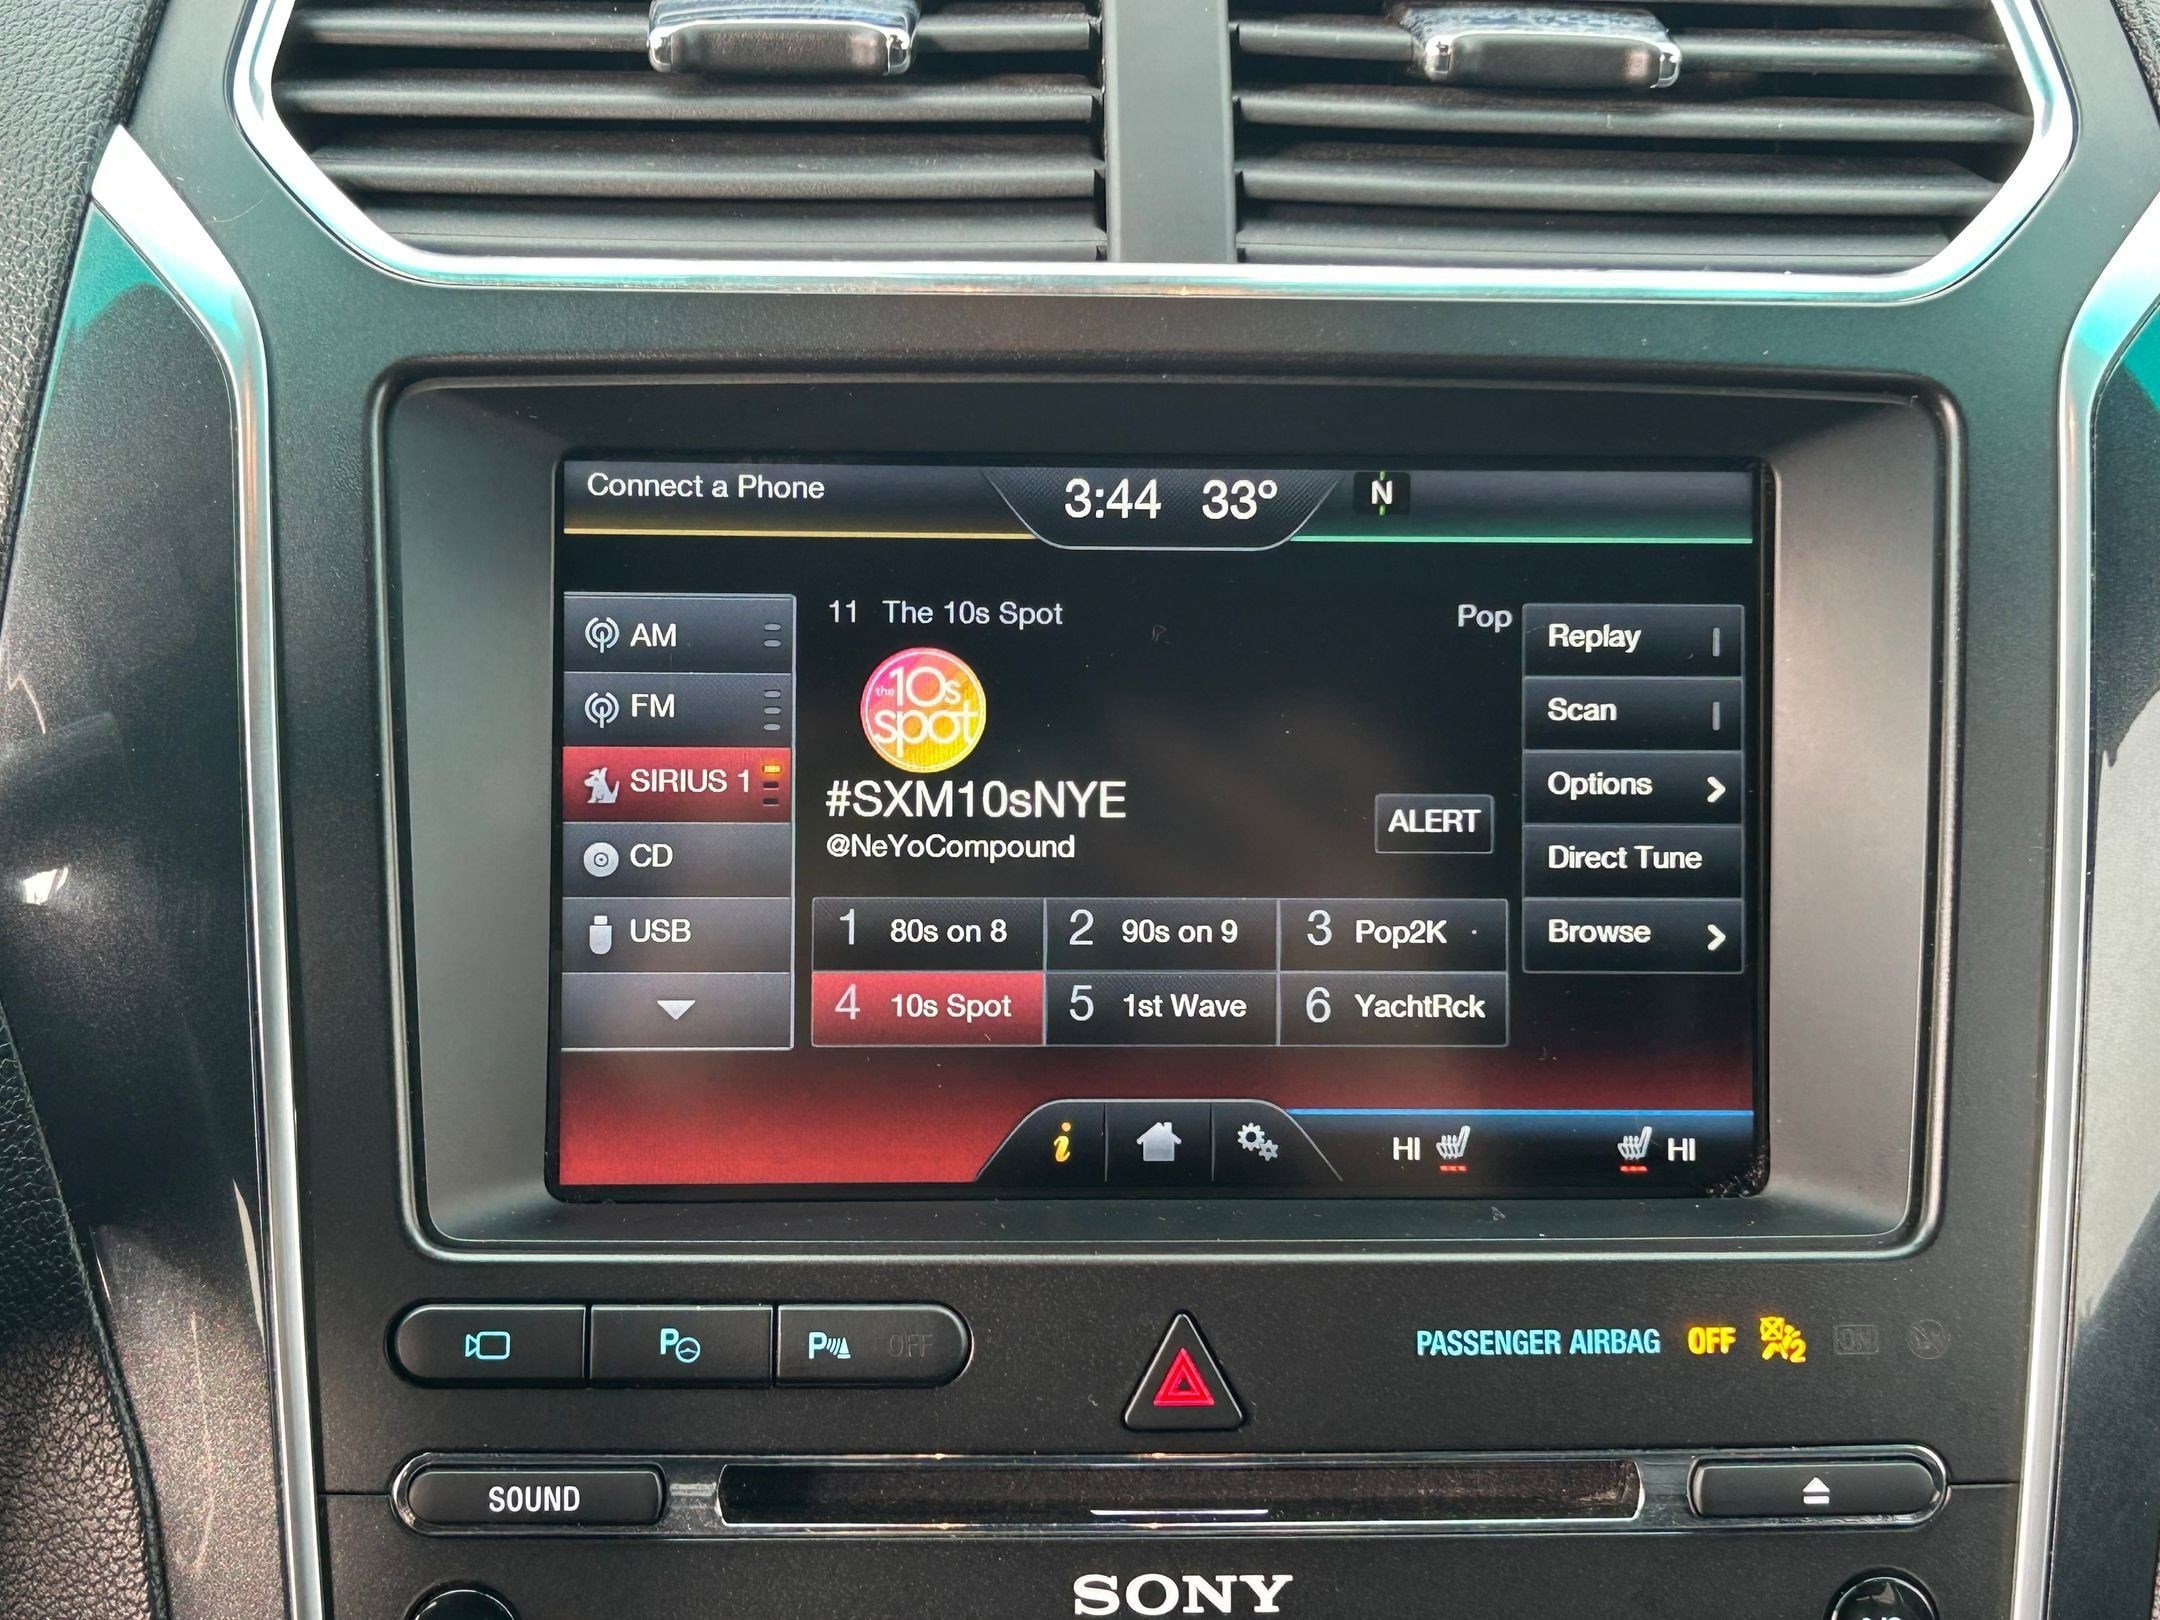 Connect a Phone
3:44 33° N
AM
FM
SIRIUS 1
CD
USB
11 The 10s Spot Pop
the 10s
spot
#SXM10sNYE
@NeYoCompound
ALERT
1 80s on 8 2 90s on 9 3 Pop2K ·
4 10s Spot 5 1st Wave 6 YachtRck
Replay
Scan
Options
Direct Tune
Browse
i
HI HI
P P OFF
PASSENGER AIRBAG OFF 2 ON
SOUND
SONY